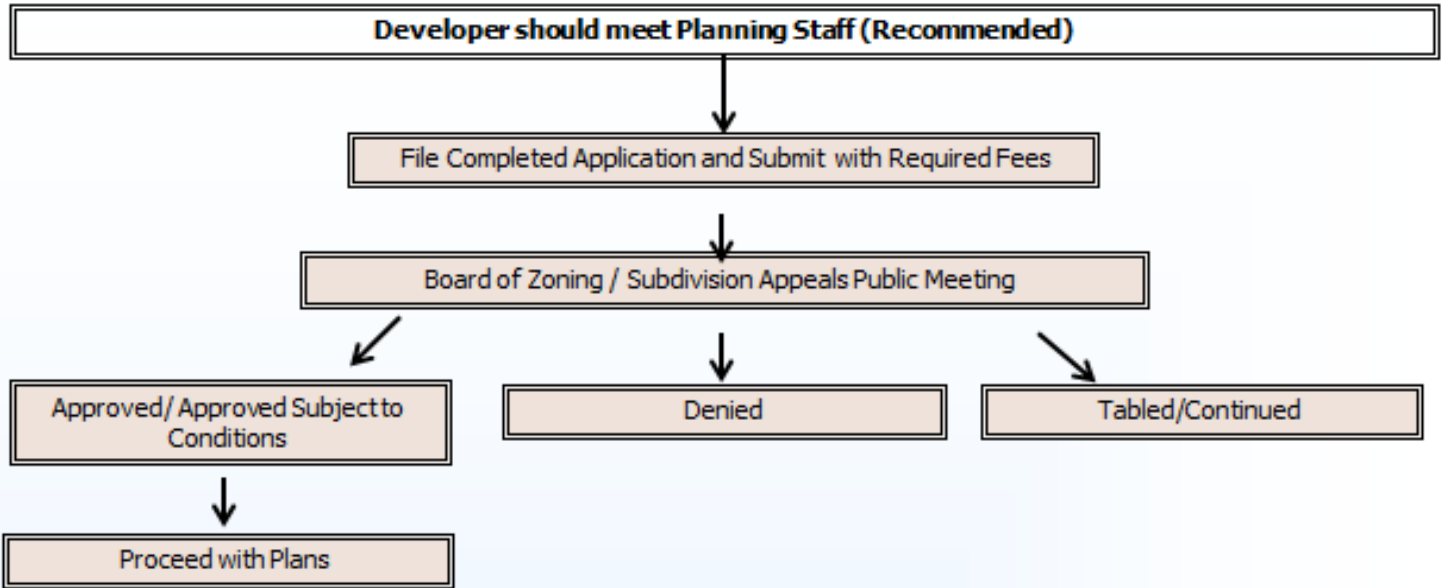 Developer should meet Planning Staff (Recommended)
File Completed Application and Submit with Required Fees
Board of Zoning / Subdivision Appeals Public Meeting
Approved/ Approved Subject to
Conditions
Denied
Tabled/Continued
Proceed with Plans